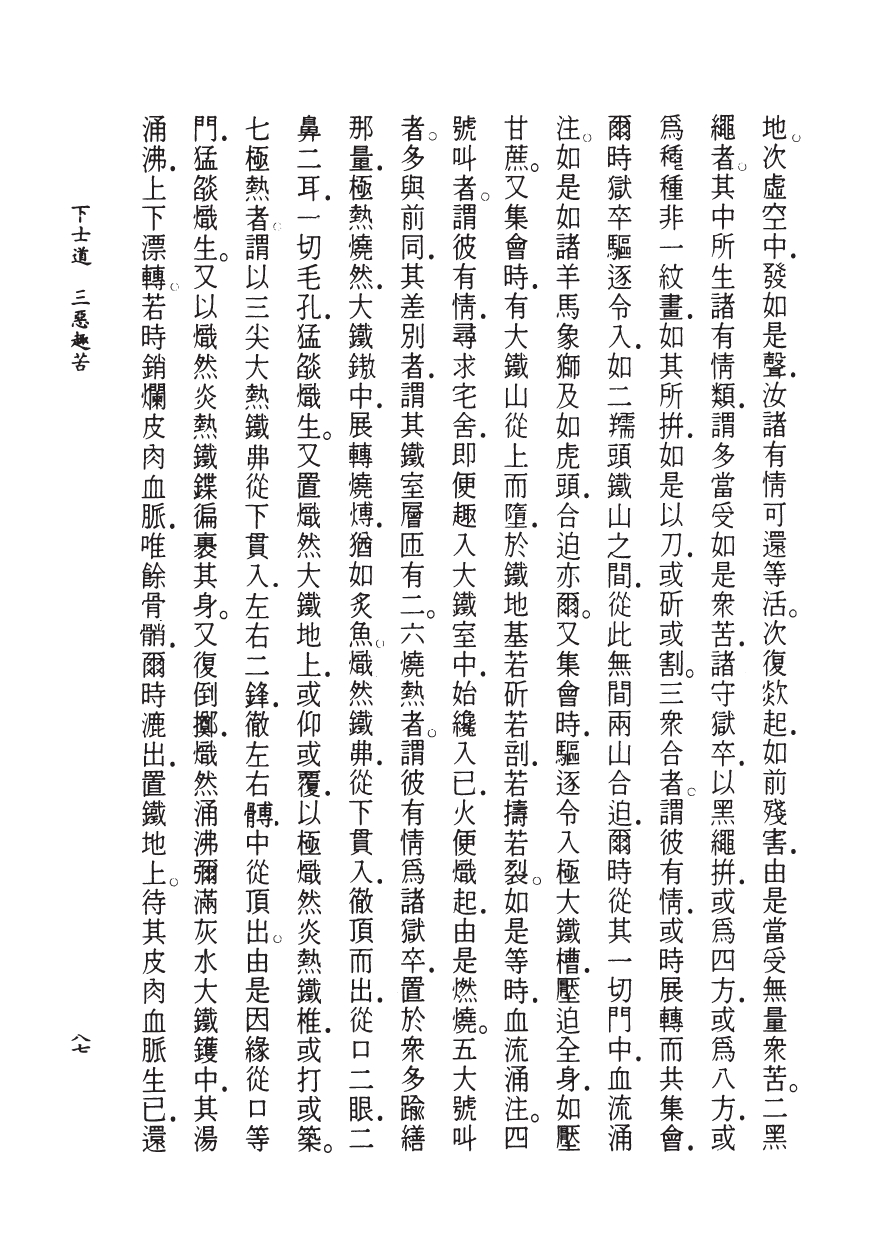 地。次虛空中．發如是聲．汝諸有情可還等活。次復欻起．如前殘害．由是當受無量衆苦。二黑
繩者。其中所生諸有情類．謂多當受如是衆苦．諸守獄卒．以黑繩拼．或爲四方．或爲八方．或
爲種種非一紋畫．如其所拼．如是以刀．或斫或割。三衆合者。謂彼有情．或時展轉而共集會．
爾時獄卒驅逐令入．如二羺頭鐵山之間．從此無間兩山合迫．爾時從其一切門中．血流涌
注。如是如諸羊馬象獅及如虎頭．合迫亦爾。又集會時．驅逐令入極大鐵槽．壓迫全身．如壓
甘蔗。又集會時．有大鐵山從上而墮．於鐵地基若斫若剖．若擣若裂。如是等時．血流涌注。四
號叫者。謂彼有情．尋求宅舍．即便趣入大鐵室中．始纔入已．火便熾起．由是燃燒。五大號叫
者。多與前同．其差別者．謂其鐵室層匝有二。六燒熱者。謂彼有情爲諸獄卒．置於衆多踰繕
那量．極熱燒然．大鐵鏉中．展轉燒煿．猶如炙魚。熾然鐵弗．從下貫入．徹頂而出．從口二眼．二
鼻二耳．一切毛孔．猛燄熾生。又置熾然大鐵地上．或仰或覆．以極熾然炎熱鐵椎．或打或築。
七極熱者。謂以三尖大熱鐵弗從下貫入．左右二鋒．徹左右髆．中從頂出。由是因緣從口等
門．猛燄熾生。又以熾然炎熱鐵鍱徧裹其身。又復倒擲．熾然涌沸彌滿灰水大鐵鑊中．其湯
涌沸．上下漂轉。若時銷爛皮肉血脈．唯餘骨髇．爾時漉出．置鐵地上。待其皮肉血脈生已．還
下士道　三惡趣苦
八七